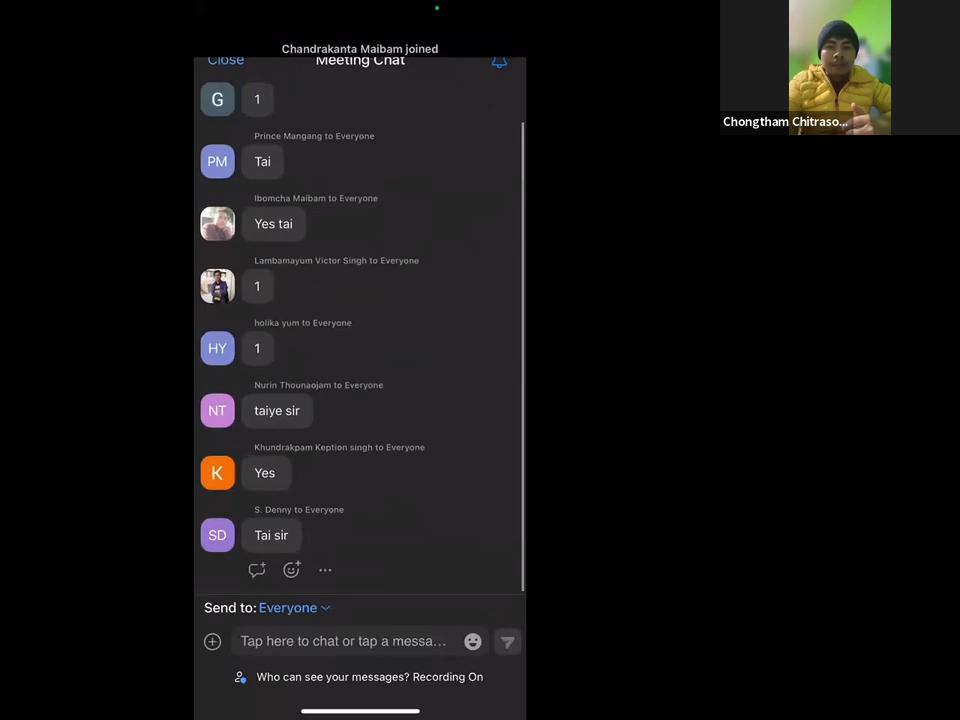 Chandrakanta Maibam joined
Close
Meeting Chat
G
1
Prince Mangang to Everyone
PM
Tai
Ibomcha Maibam to Everyone
Yes tai
Lambamayum Victor Singh to Everyone
1
holika yum to Everyone
HY
1
Nurin Thounaojam to Everyone
NT
taiye sir
Khundrakpam Keption singh to Everyone
K
Yes
S. Denny to Everyone
SD
Tai sir
Send to: Everyone
Tap here to chat or tap a messa...
Who can see your messages? Recording On
Chongtham Chitraso...